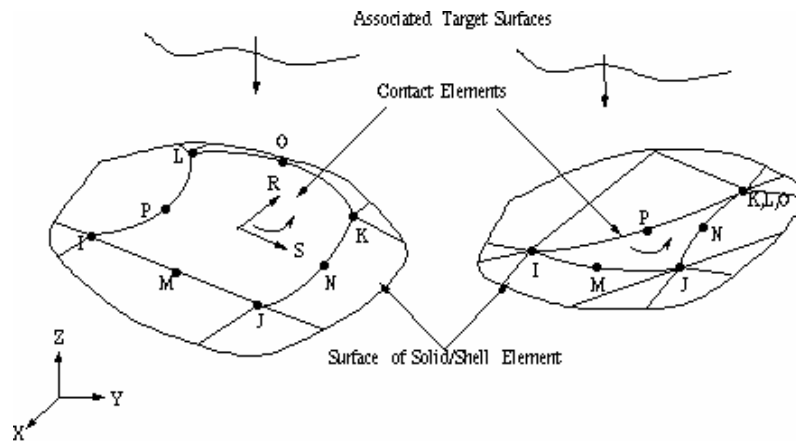 Associated Target Surfaces
Contact Elements
O
L
R
P
K
I
S
N
M
J
K,L,O
P
N
I
M
J
Surface of Solid/Shell Element
Z
Y
X